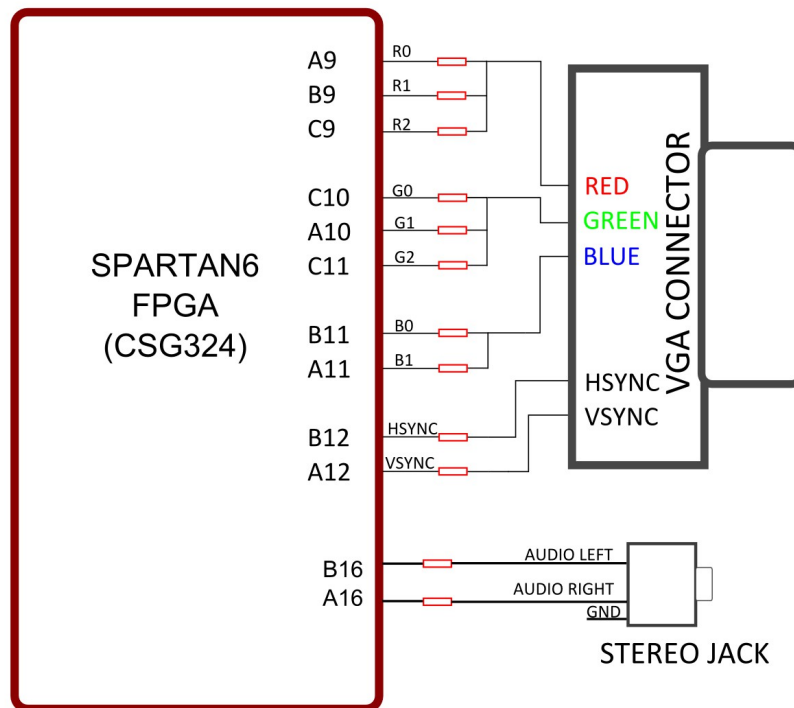 A9 R0
B9 R1
C9 R2
C10 G0
A10 G1
C11 G2
B11 B0
A11 B1
B12 HSYNC
A12 VSYNC
B16 AUDIO LEFT
A16 AUDIO RIGHT
GND
SPARTAN6
FPGA
(CSG324)
RED
GREEN
BLUE
HSYNC
VSYNC
VGA CONNECTOR
STEREO JACK